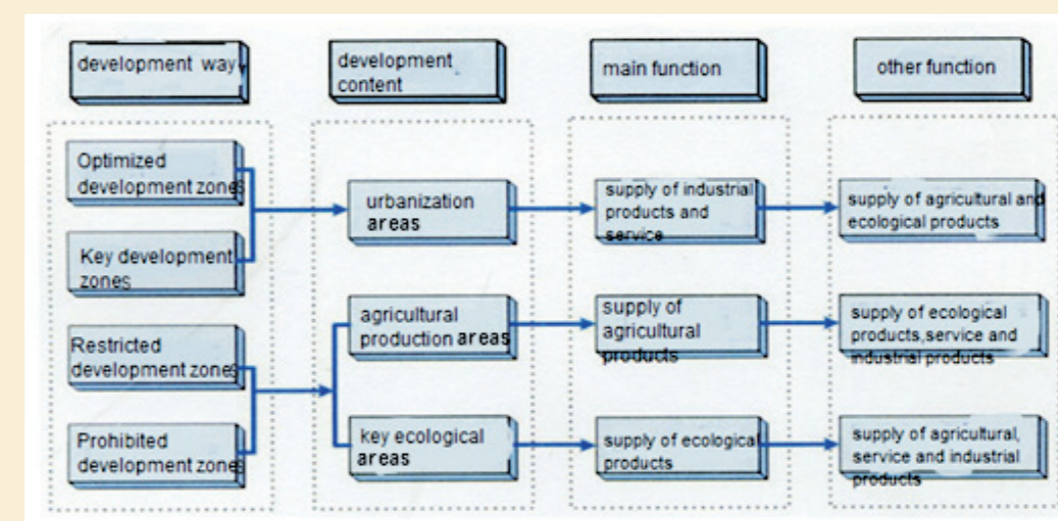 development way
development
content
main function
other function
Optimized
development zones
Key development
zones
Restricted
development zones
Prohibited
development zones
urbanization
areas
agricultural
production areas
key ecological
areas
supply of industrial
products and
service
supply of
agricultural
products
supply of ecological
products
supply of agricultural and
ecological products
supply of ecological
products,service and
industrial products
supply of agricultural,
service and industrial
products